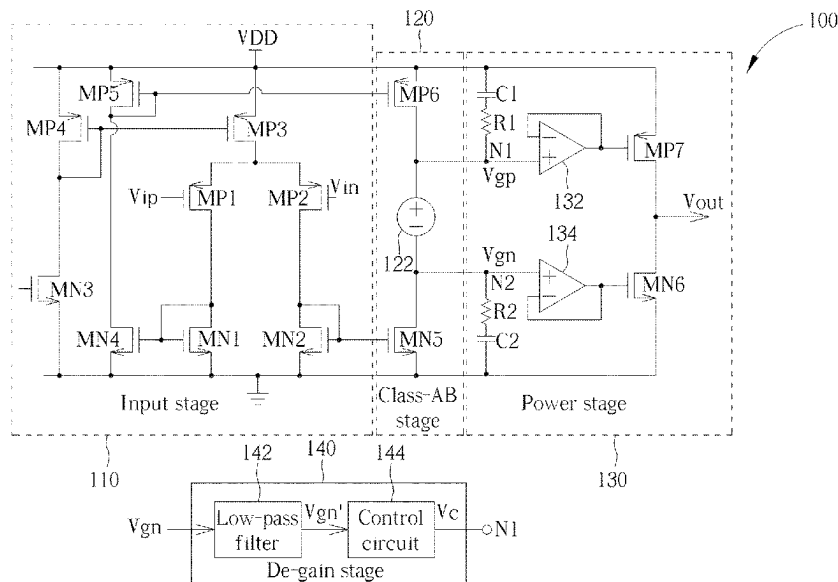 100
120
VDD
MP5
MP6
C1
MP4
MP3
R1
N1
MP7
Vip
MP1
MP2
Vin
Vgp
132
Vout
122
Vgn
134
N2
MN3
R2
MN6
MN4
MN1
MN2
MN5
C2
Input stage
Class-AB
stage
Power stage
110
142
140
144
130
Vgn
Low-pass
filter
Vgn'
Control
circuit
Vc
N1
De-gain stage